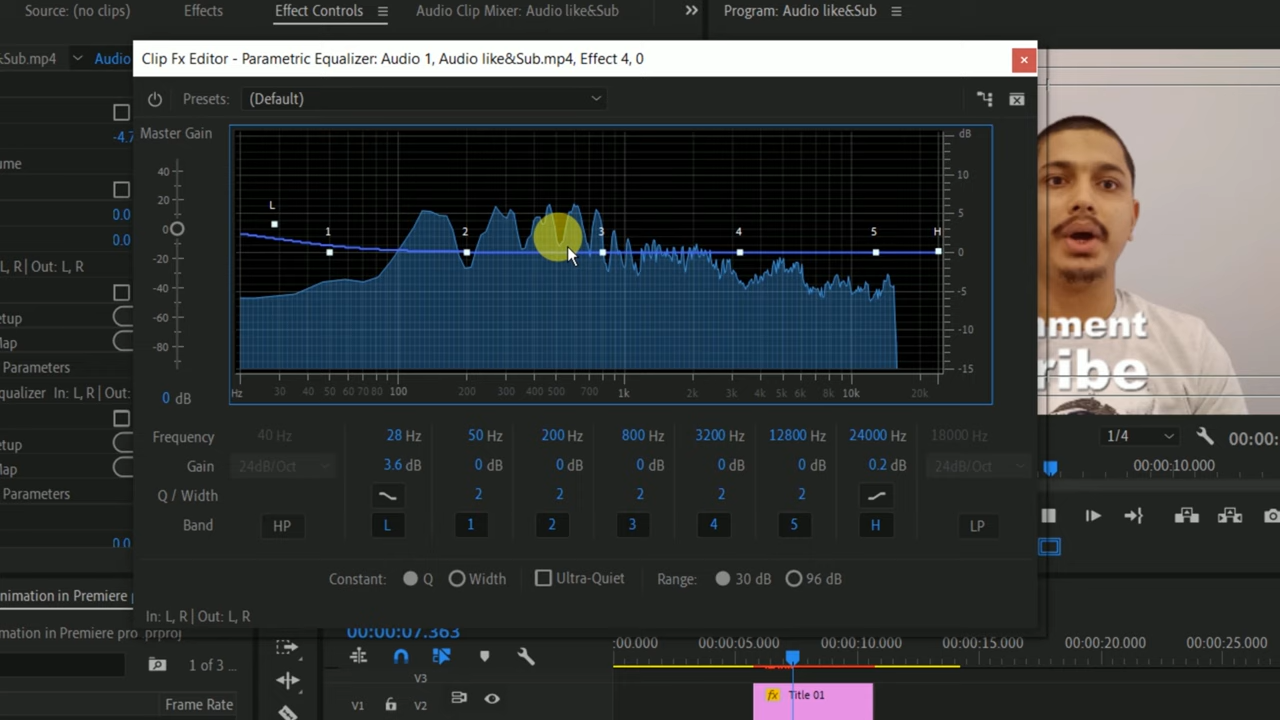 Source: (no clips)
Effects
Effect Controls
Audio Clip Mixer: Audio like&Sub
Program: Audio like&Sub
Sub.mp4
Audio
Clip Fx Editor - Parametric Equalizer: Audio 1, Audio like&Sub.mp4, Effect 4, 0
Presets: (Default)
Master Gain
dB
40
20
0
-20
-40
-60
-80
0 dB
10
5
0
-5
-10
-15
L
1
2
3
4
5
H
Hz 30 40 50 60 70 80 100 200 300 400 500 700 1k 2k 3k 4k 5k 6k 10k 20k
Frequency 40 Hz 28 Hz 50 Hz 200 Hz 800 Hz 3200 Hz 12800 Hz 24000 Hz 18000 Hz
Gain 24dB/Oct 3.6 dB 0 dB 0 dB 0 dB 0 dB 0 dB 0.2 dB 24dB/Oct
Q / Width 2 2 2 2 2
Band HP L 1 2 3 4 5 H LP
Constant: Q Width Ultra-Quiet Range: 30 dB 96 dB
In: L, R | Out: L, R
-4.7
ume
0.0
0.0
L, R | Out: L, R
etup
Map
Parameters
qualizer In: L, R | Out:
etup
Map
Parameters
0.0
nment
ribe
1/4
00:00:
00:00:10.000
nimation in Premiere
mation in Premiere pro .prproj
1 of 3 ...
Frame Rate
00:00:07.363
:00.000 00:00:05.000 00:00:10.000 00:00:15.000 00:00:20.000 00:00:25.000
V3
V1
V2
fx Title 01